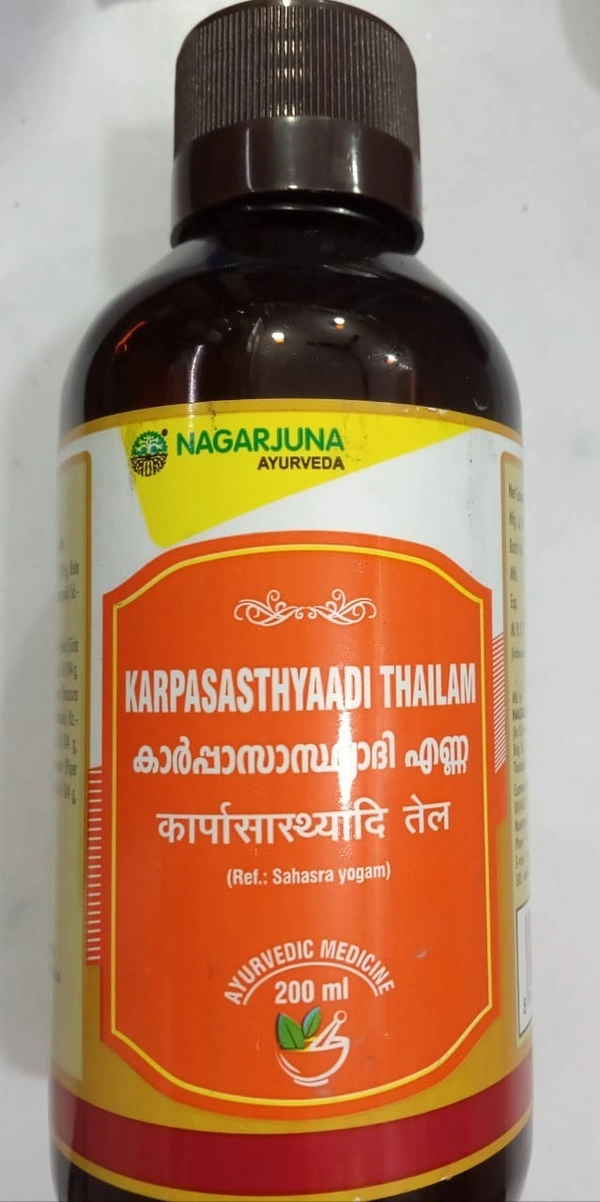 NAGARJUNA
AYURVEDA
KARPASASTHYAADI THAILAM
കാർപ്പാസാസ്ഥ്യാദി എണ്ണ
कार्पासास्थ्यादि तेल
(Ref.: Sahasra yogam)
AYURVEDIC MEDICINE
200 ml